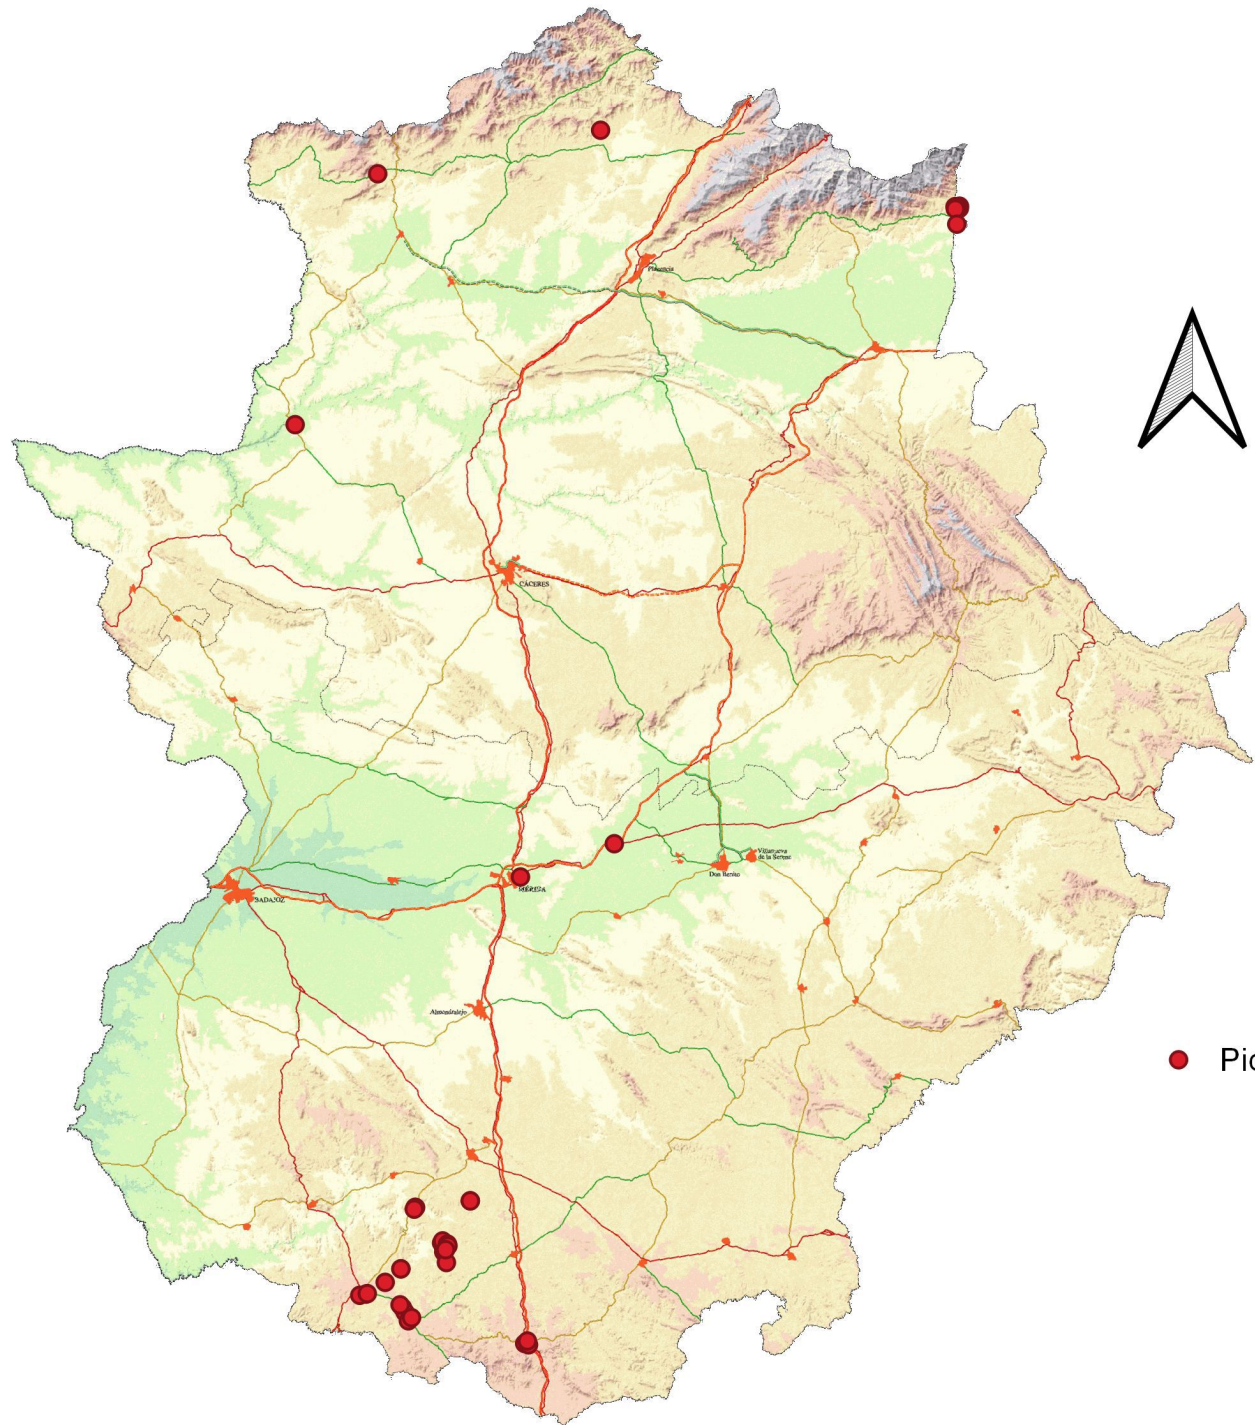 Plasencia
CÁCERES
Villanueva
de la Serena
Don Benito
MÉRIDA
BADAJOZ
Almendralejo
Pic